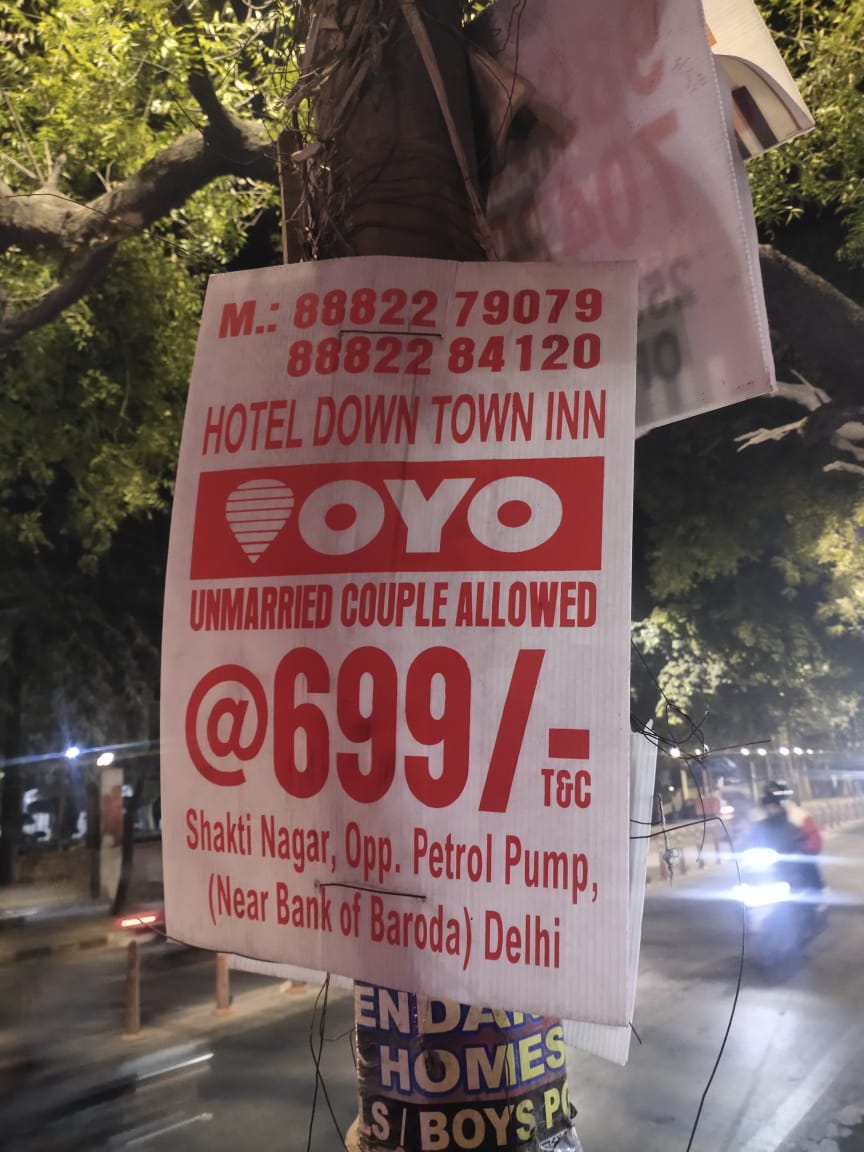 M.: 88822 79079
88822 84120
HOTEL DOWN TOWN INN
OYO
UNMARRIED COUPLE ALLOWED
@699/-
T&C
Shakti Nagar, Opp. Petrol Pump,
(Near Bank of Baroda) Delhi
HOMES
BOY'S